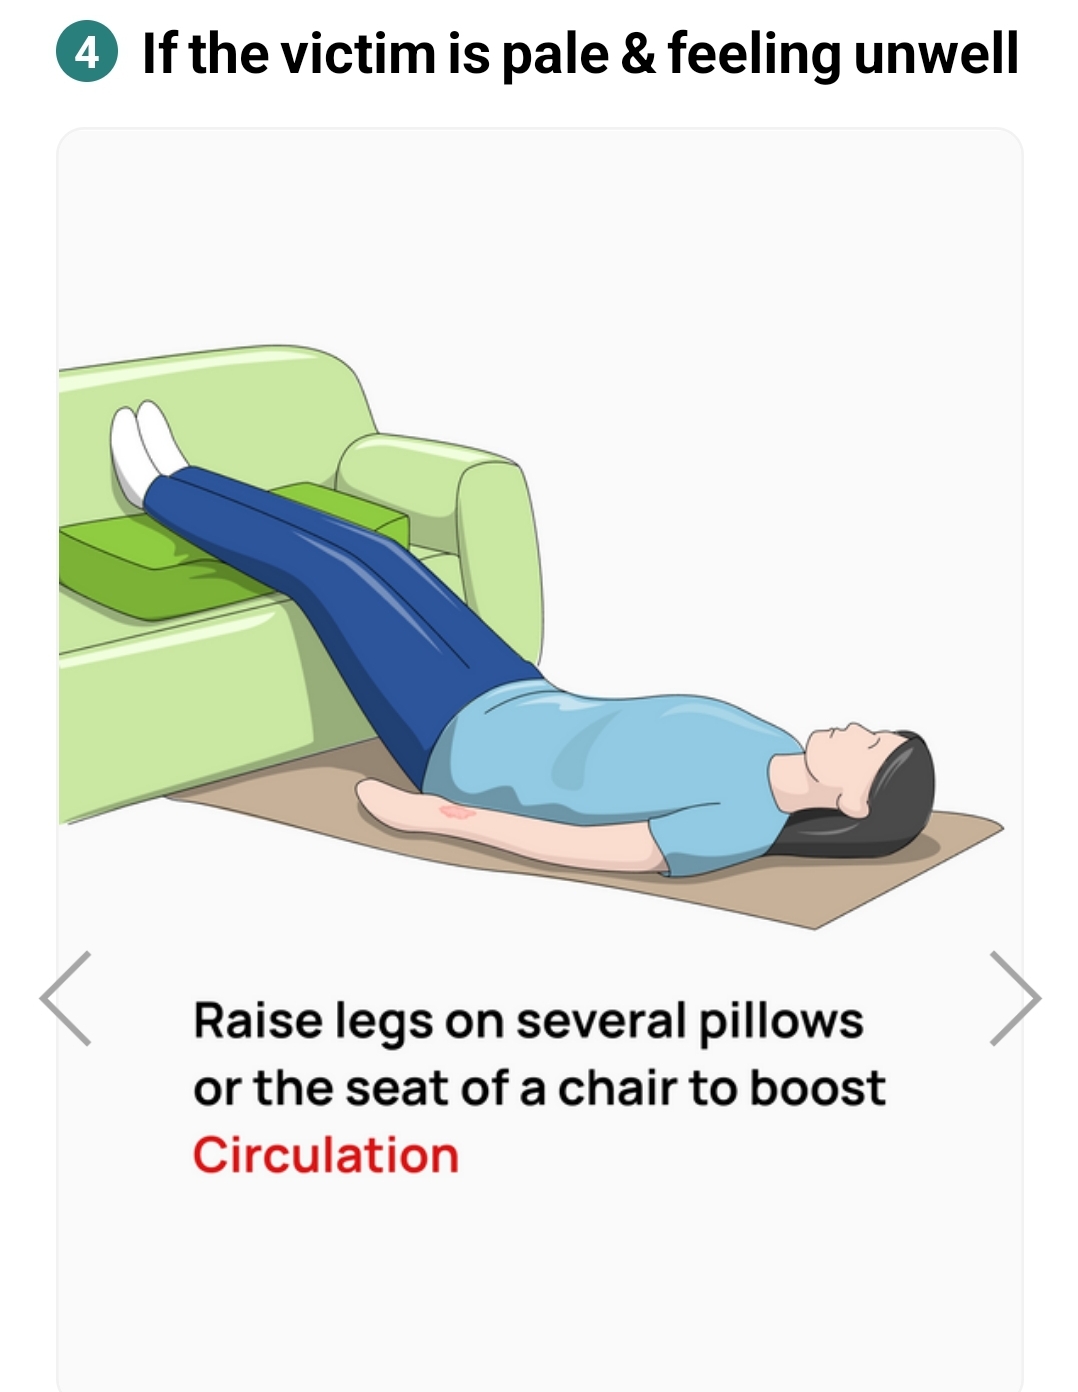 4 If the victim is pale & feeling unwell
Raise legs on several pillows
or the seat of a chair to boost
Circulation